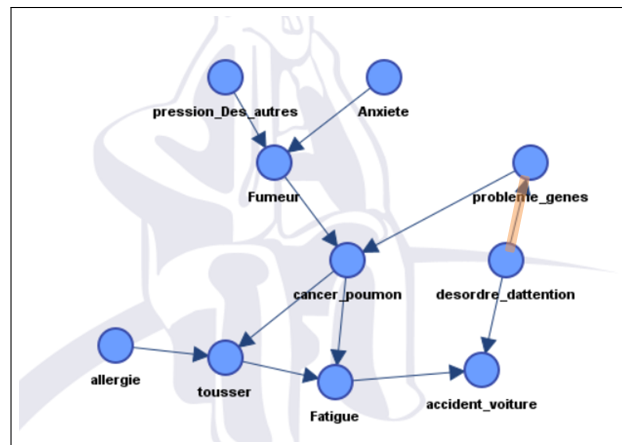 pression_Des_autres
Anxiete
Fumeur
probleme_genes
cancer_poumon
desordre_dattention
allergie
tousser
Fatigue
accident_voiture